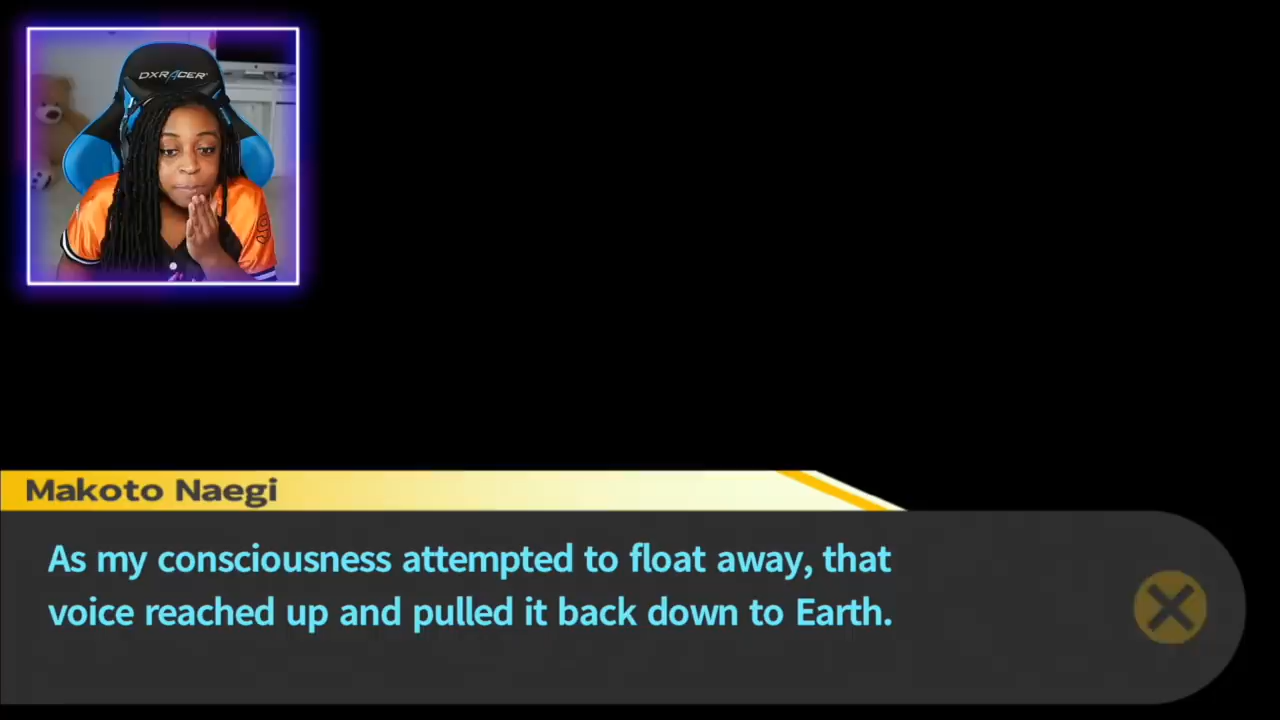 DXRACER
Makoto Naegi
As my consciousness attempted to float away, that
voice reached up and pulled it back down to Earth.